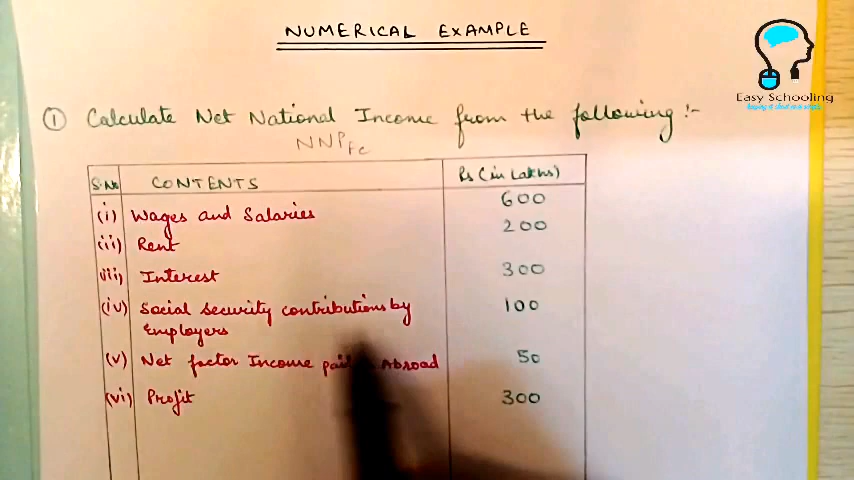 NUMERICAL EXAMPLE
Easy Schooling
① Calculate Net National Income from the following :-
NNP FC
S.No CONTENTS Rs (in Lakhs)
(i) Wages and Salaries 600
(ii) Rent 200
(iii) Interest 300
(iv) Social security contributions by 100
Employers
(v) Net factor Income paid Abroad 50
(vi) Profit 300